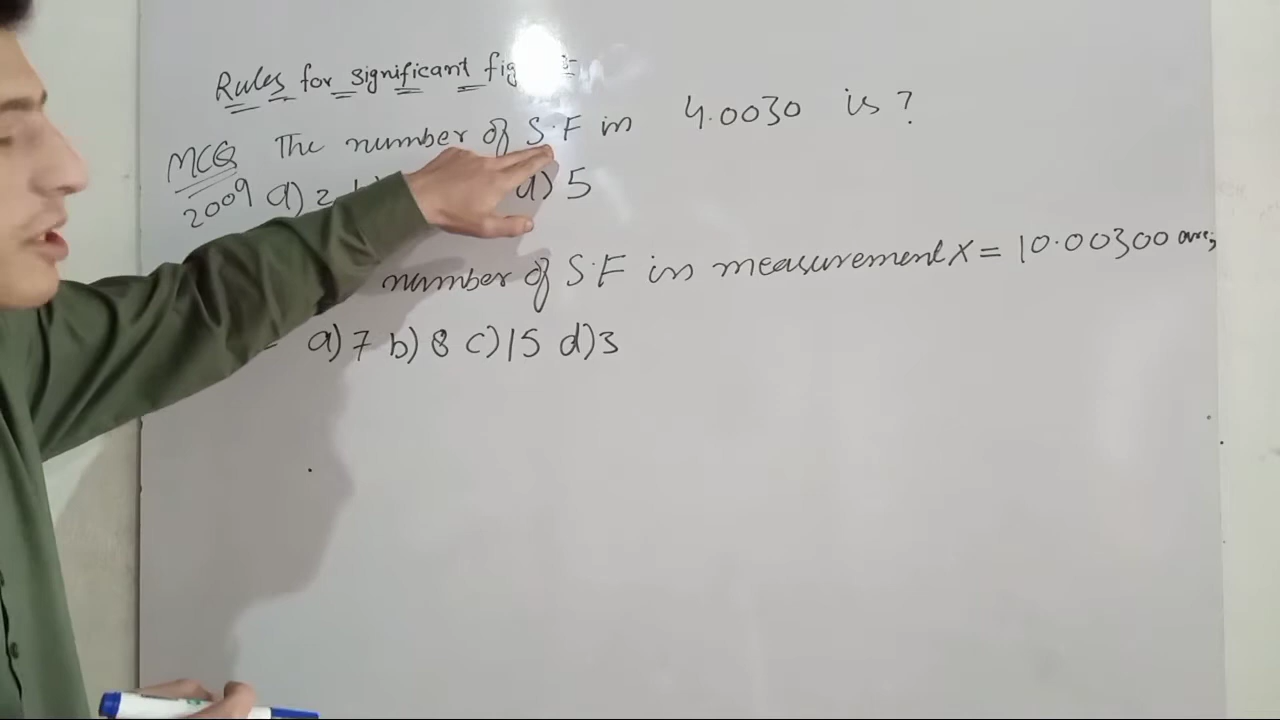 Rules for significant fig
MCQ The number of S.F in 4.0030 is ?
2009 a) 2 d) 5
number of S.F in measurement X = 10.00300 are;
a) 7 b) 8 c) 15 d) 3